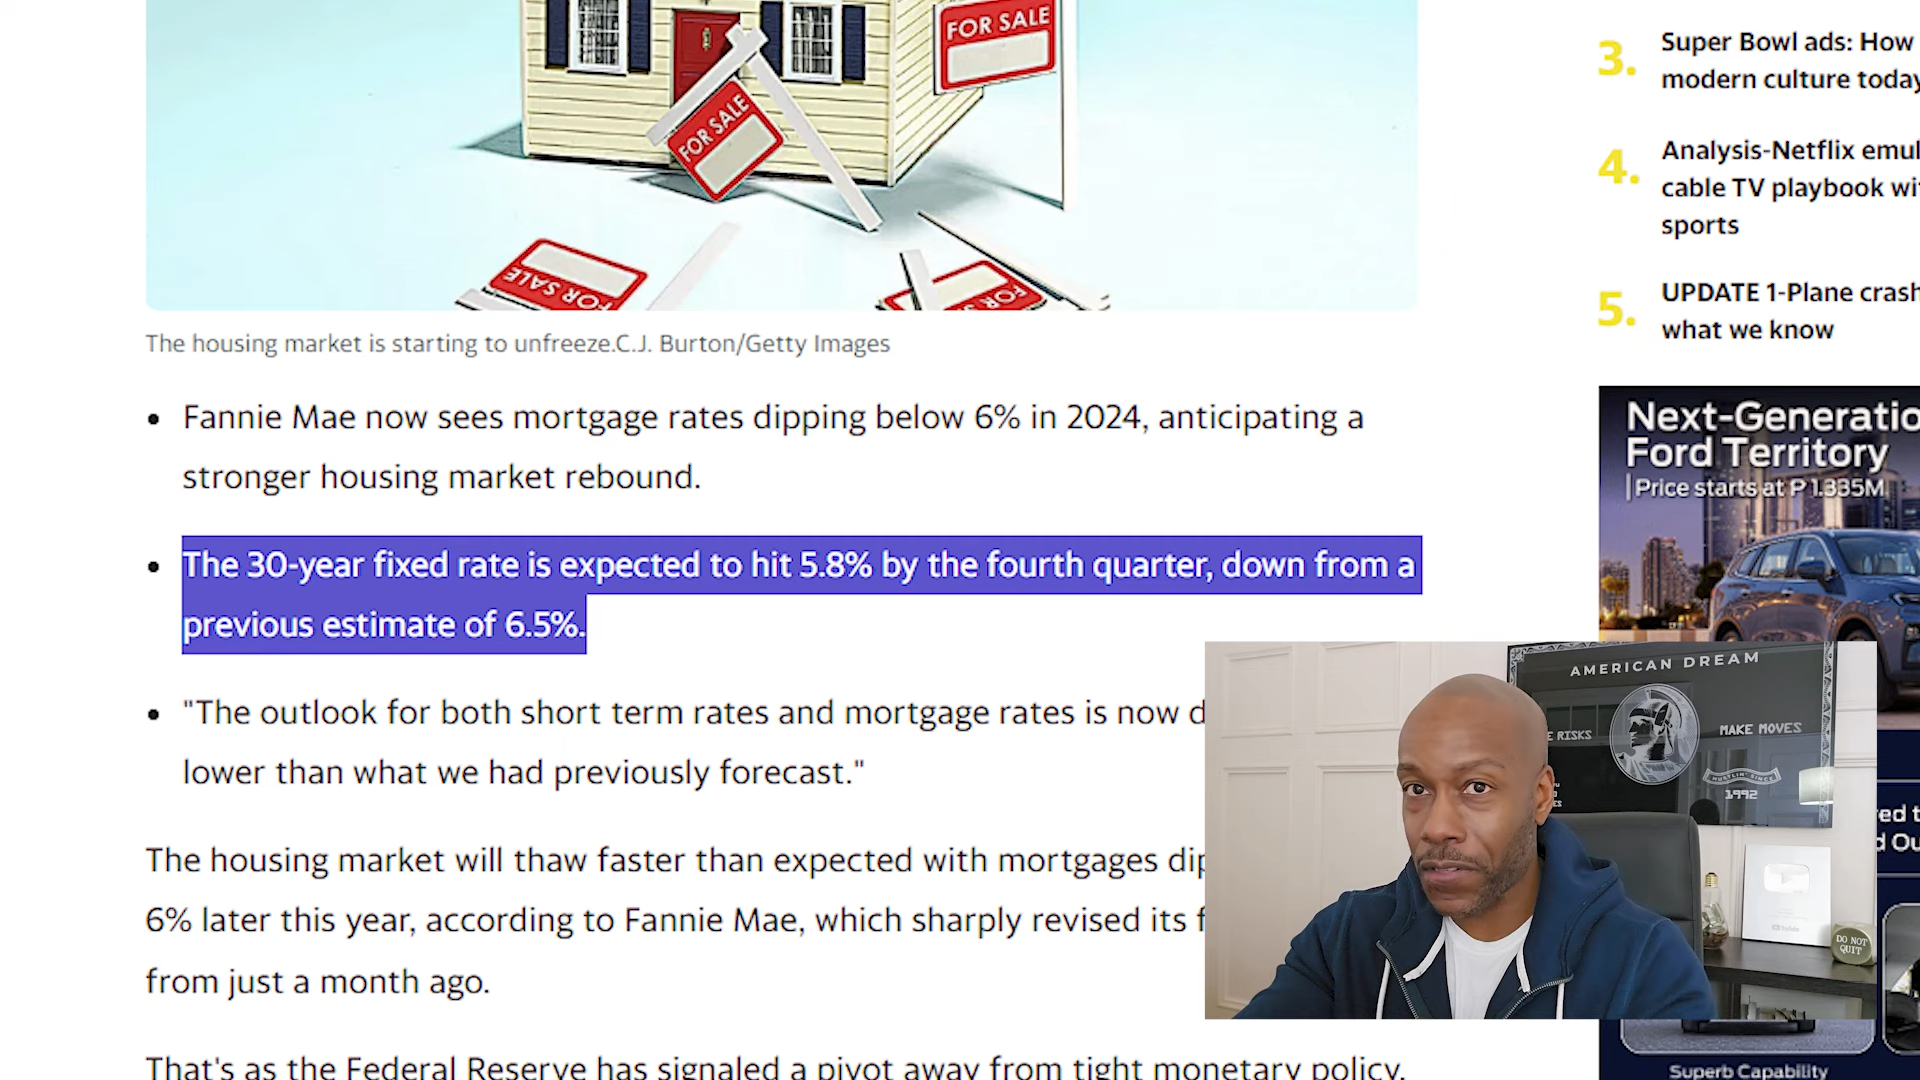 FOR SALE
FOR SALE
FOR SALE
FOR SALE
The housing market is starting to unfreeze.C.J. Burton/Getty Images
Fannie Mae now sees mortgage rates dipping below 6% in 2024, anticipating a
stronger housing market rebound.
The 30-year fixed rate is expected to hit 5.8% by the fourth quarter, down from a
previous estimate of 6.5%.
"The outlook for both short term rates and mortgage rates is now
lower than what we had previously forecast."
The housing market will thaw faster than expected with mortgages
6% later this year, according to Fannie Mae, which sharply revised its
from just a month ago.
That's as the Federal Reserve has signaled a pivot away from tight monetary policy.
3.
Super Bowl ads: How
modern culture today
4.
Analysis-Netflix
cable TV playbook
sports
5.
UPDATE 1-Plane crash
what we know
Next-Generatio
Ford Territory
Price starts at ₱1.335M
Superb Capability
AMERICAN DREAM
RISKS
MAKE MOVES
HUSTLIN' SINCE
1992
DO NOT
QUIT